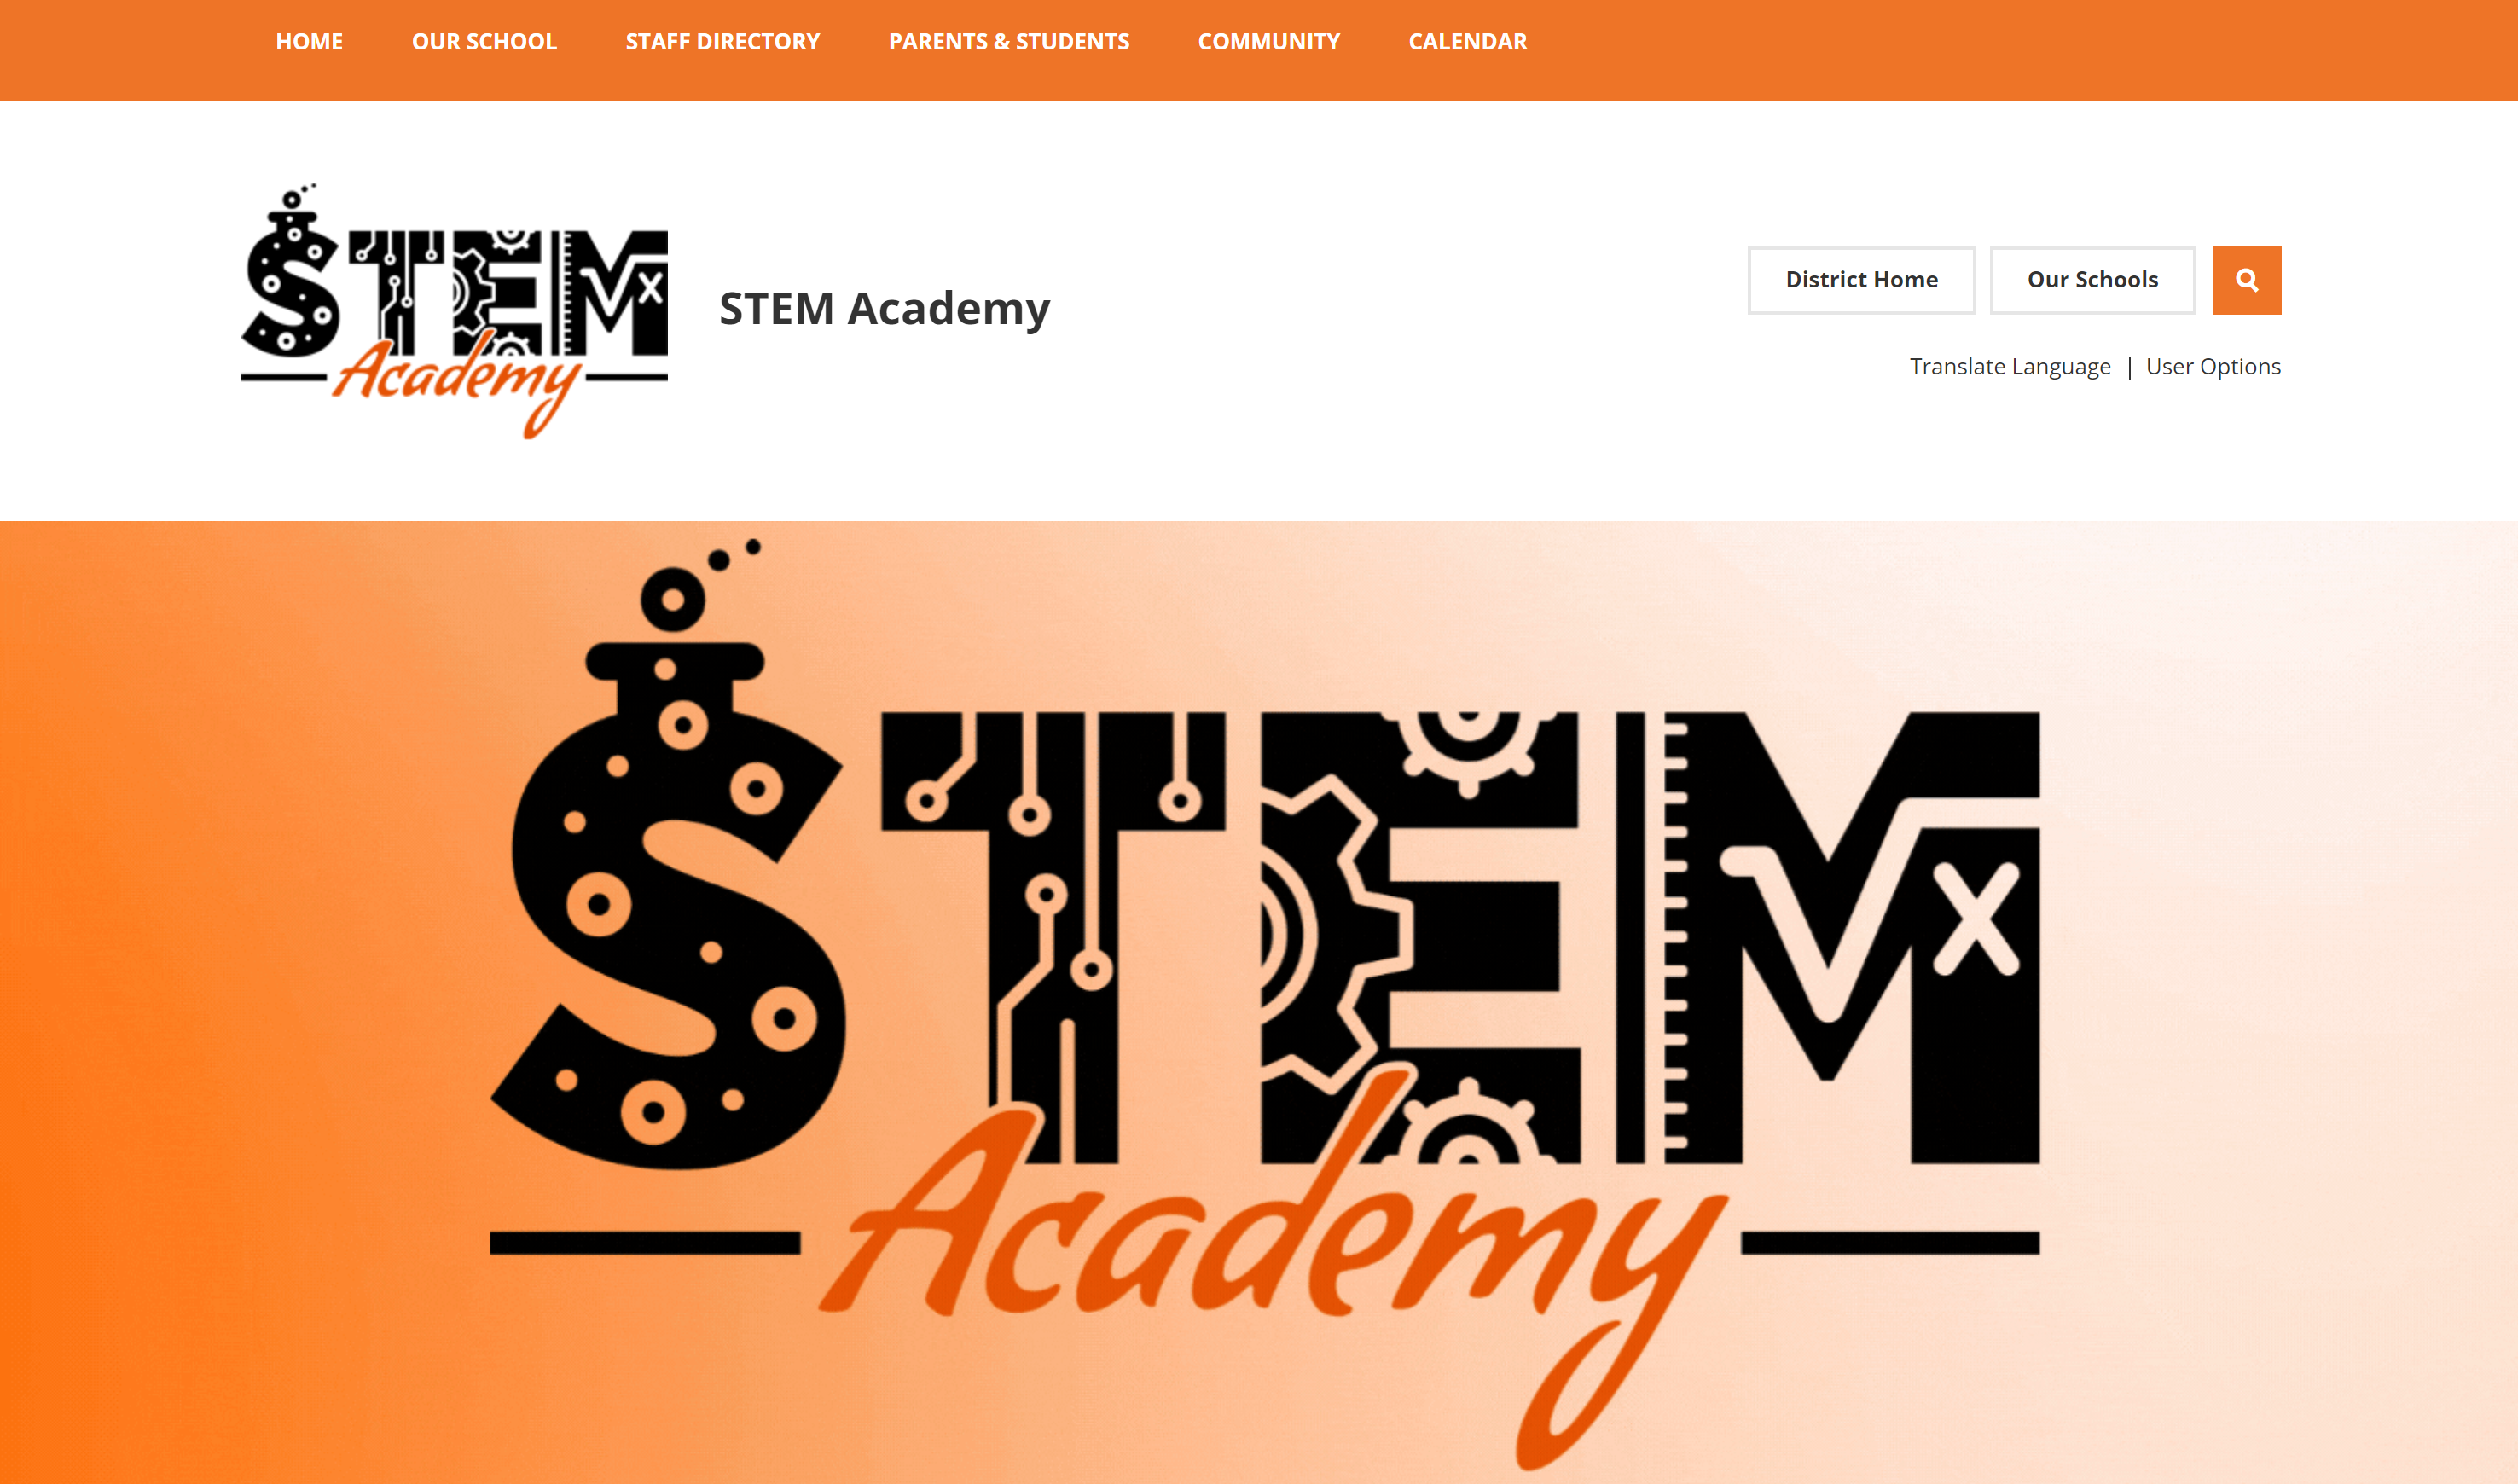 HOME OUR SCHOOL STAFF DIRECTORY PARENTS & STUDENTS COMMUNITY CALENDAR
STEM
Academy
STEM Academy
District Home Our Schools
Translate Language | User Options
STEM
√x
Academy